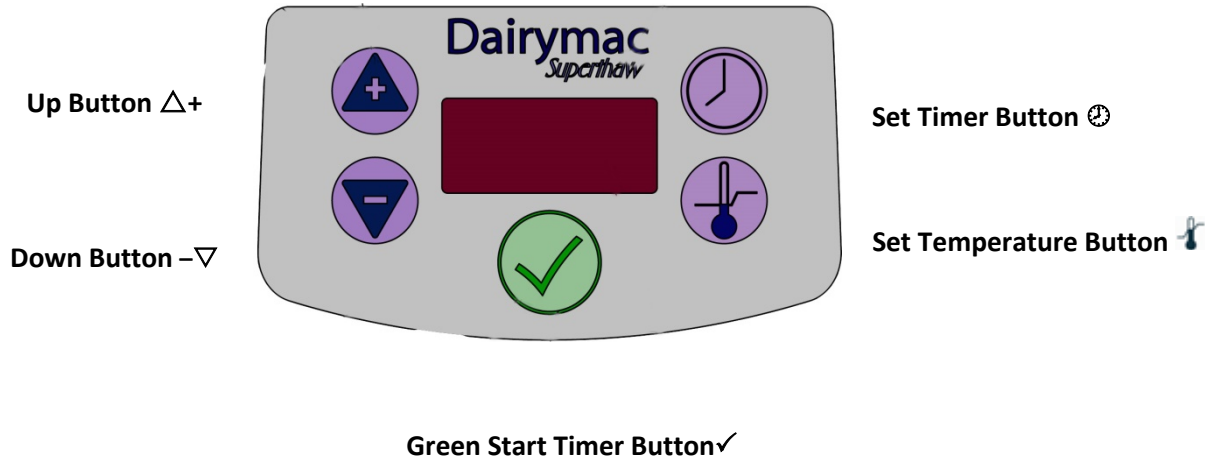 Dairymac
Superthaw
Up Button △+
Set Timer Button 🕗
Down Button –▽
Set Temperature Button
Green Start Timer Button✓